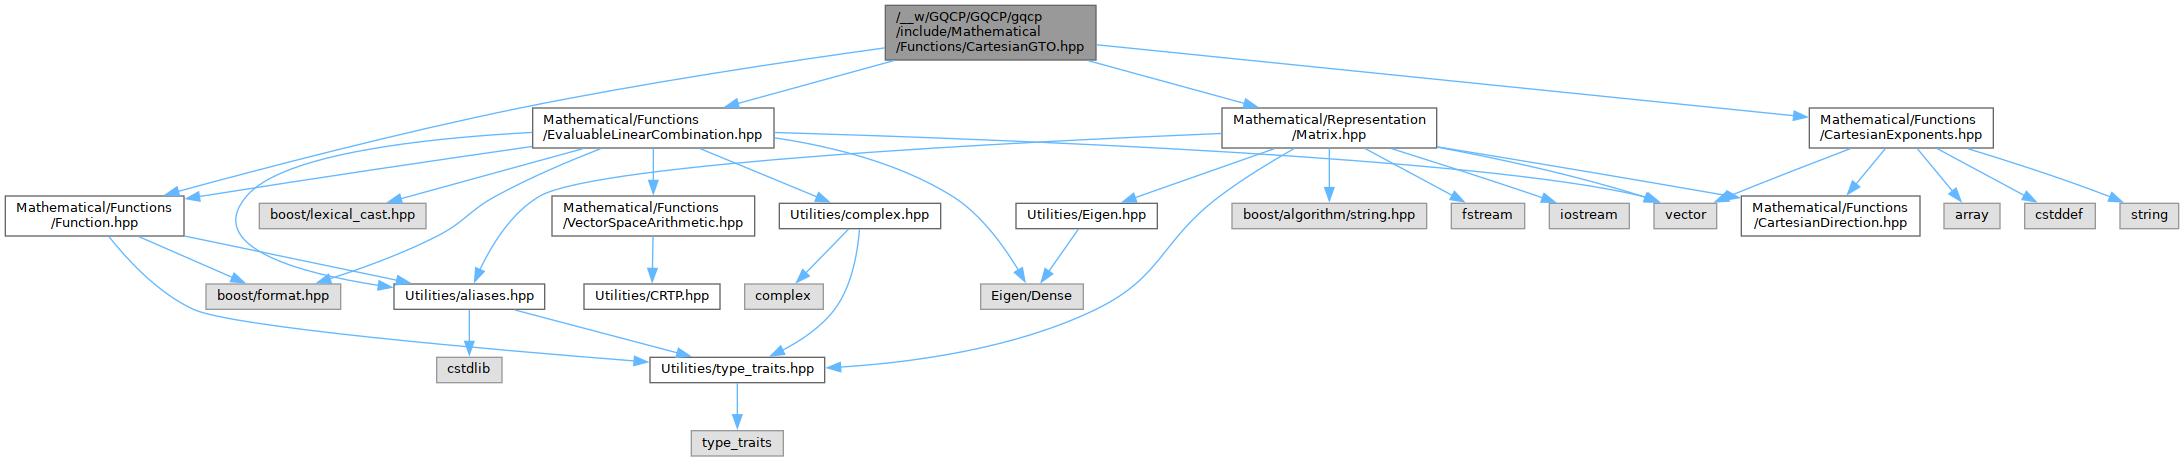 /__w/GQCP/GQCP/gqcp
/include/Mathematical
/Functions/CartesianGTO.hpp
Mathematical/Functions
/EvaluableLinearCombination.hpp
Mathematical/Representation
/Matrix.hpp
Mathematical/Functions
/CartesianExponents.hpp
Mathematical/Functions
/Function.hpp
boost/lexical_cast.hpp
Mathematical/Functions
/VectorSpaceArithmetic.hpp
Utilities/complex.hpp
Utilities/Eigen.hpp
boost/algorithm/string.hpp
fstream
iostream
vector
Mathematical/Functions
/CartesianDirection.hpp
array
cstddef
string
boost/format.hpp
Utilities/aliases.hpp
Utilities/CRTP.hpp
complex
Eigen/Dense
cstdlib
Utilities/type_traits.hpp
type_traits